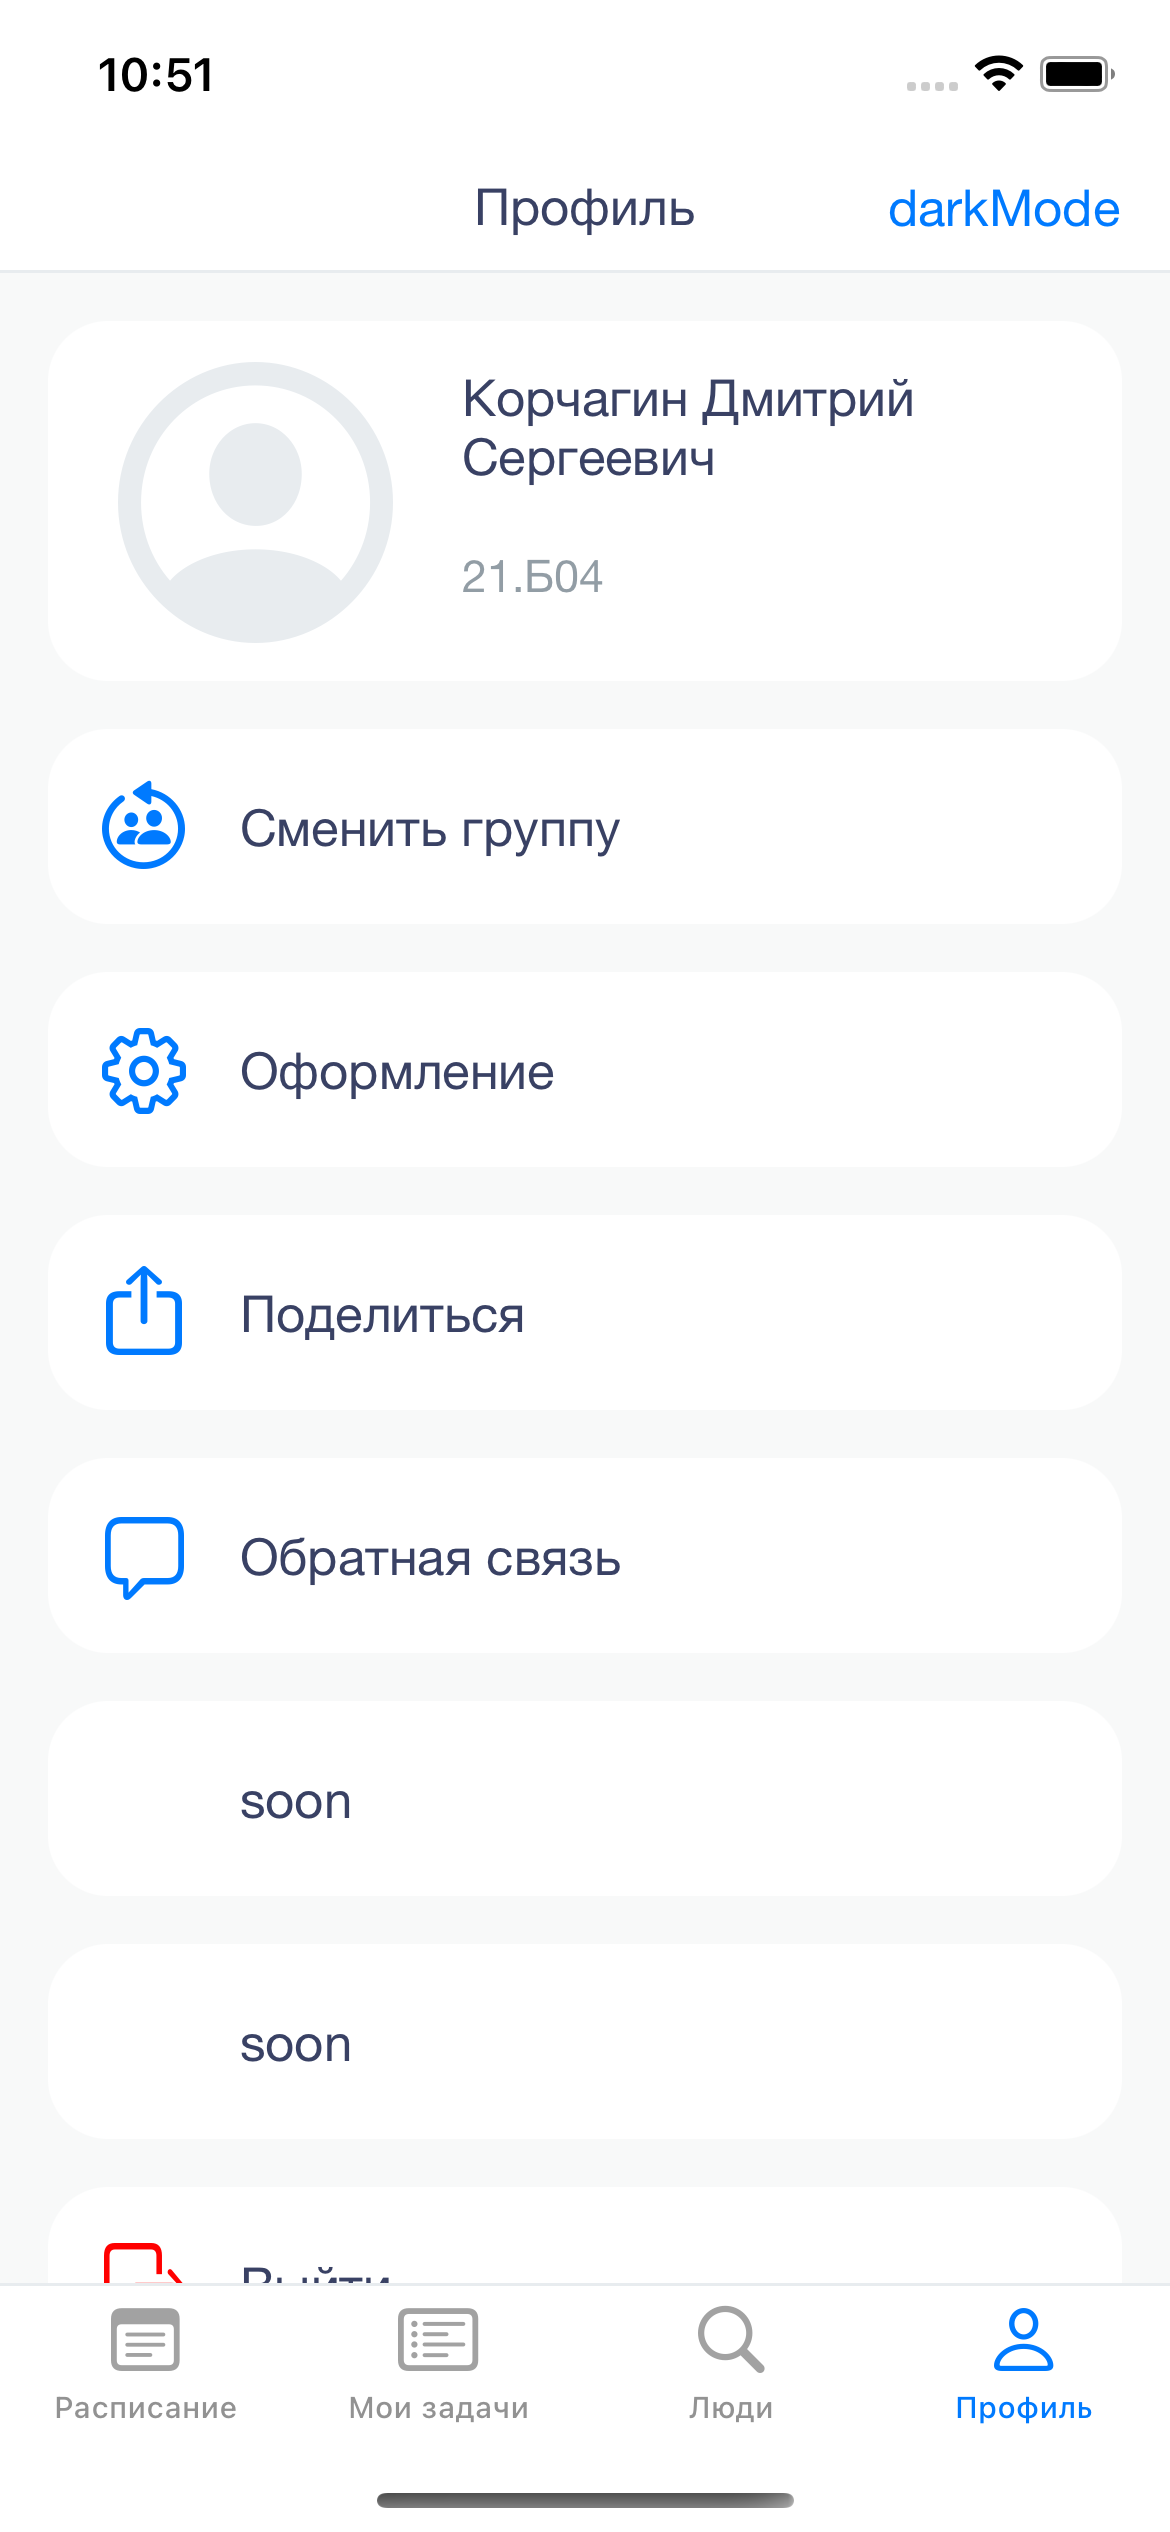 10:51
Профиль
darkMode
Корчагин Дмитрий
Сергеевич
21.Б04
Сменить группу
Оформление
Поделиться
Обратная связь
soon
soon
Выйти
Расписание
Мои задачи
Люди
Профиль